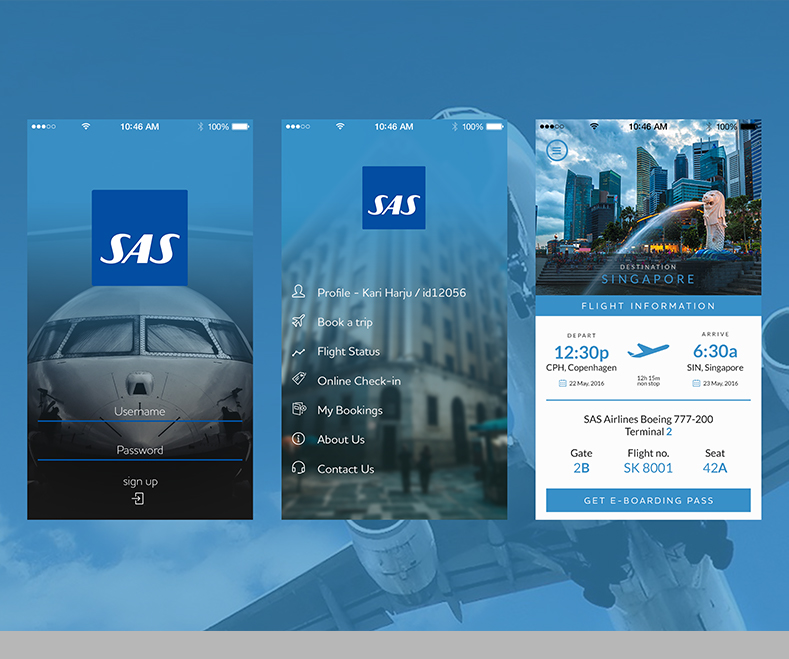 10:46 AM
100%
SAS
Username
Password
sign up
10:46 AM
100%
SAS
Profile - Kari Harju / id12056
Book a trip
Flight Status
Online Check-in
My Bookings
About Us
Contact Us
10:46 AM
100%
DESTINATION
SINGAPORE
FLIGHT INFORMATION
DEPART
12:30p
CPH, Copenhagen
22 May, 2016
12h 15m
non stop
ARRIVE
6:30a
SIN, Singapore
23 May, 2016
SAS Airlines Boeing 777-200
Terminal 2
Gate
2B
Flight no.
SK 8001
Seat
42A
GET E-BOARDING PASS